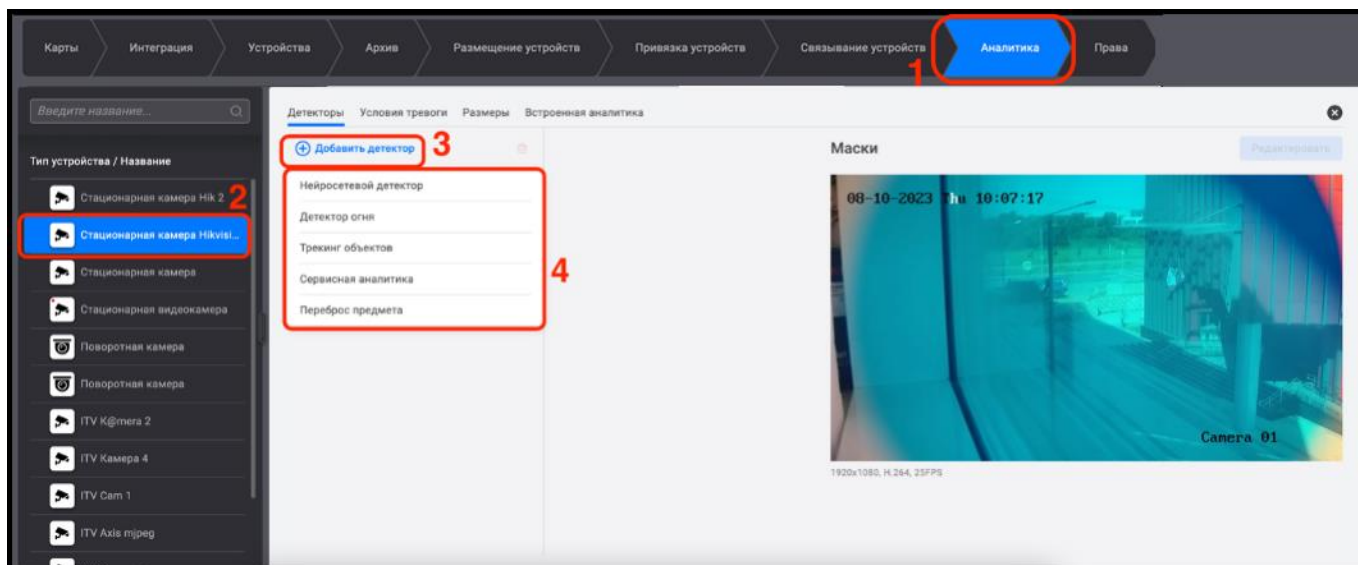 Карты Интеграция Устройства Архив Размещение устройств Привязка устройств Связывание устройств Аналитика Права
1
Введите название...
Детекторы Условия тревоги Размеры Встроенная аналитика
Добавить детектор 3
Маски
Редактировать
Тип устройства / Название
Стационарная камера Hik 2
2
Стационарная камера Hikvisi...
Стационарная камера
Стационарная видеокамера
Поворотная камера
Поворотная камера
ITV K@mera 2
ITV Камера 4
ITV Cam 1
ITV Axis mjpeg
Нейросетевой детектор
Детектор огня
Трекинг объектов
Сервисная аналитика
Переброс предмета
4
08-10-2023 Thu 10:07:17
Camera 01
1920x1080, H.264, 25FPS